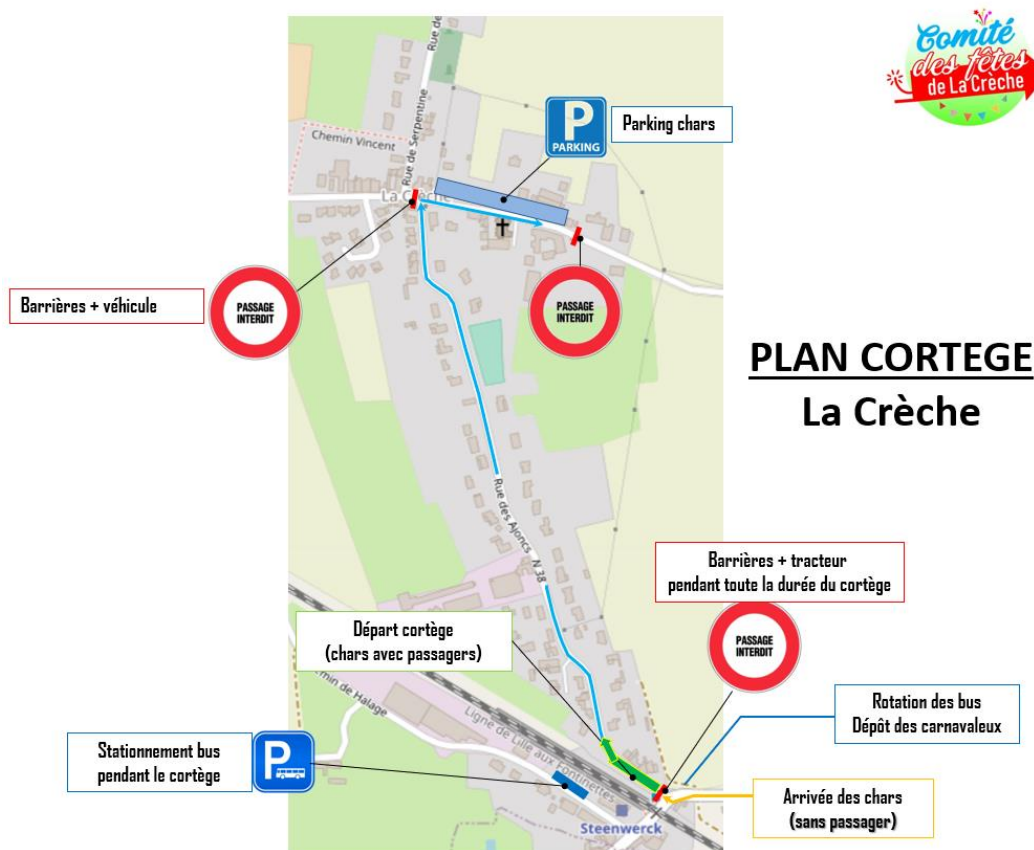 Comité
des fêtes
de La Crèche
Rue de
P
PARKING
Parking chars
Chemin Vincent
Rue de Serpentine
La Crèche
Barrières + véhicule
PASSAGE
INTERDIT
PASSAGE
INTERDIT
PLAN CORTEGE
La Crèche
Rue des Ajoncs
N 38
Barrières + tracteur
pendant toute la durée du cortège
PASSAGE
INTERDIT
Départ cortège
(chars avec passagers)
Chemin de Halage
Ligne de Lille aux Fontinettes
Rotation des bus
Dépôt des carnavaleux
Stationnement bus
pendant le cortège
P
Arrivée des chars
(sans passager)
Steenwerck